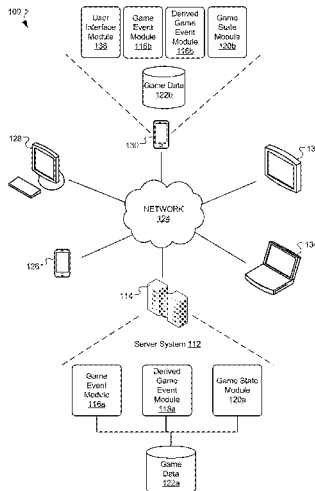 100
User
Interface
Module
136
Game
Event
Module
116b
Derived
Game Event
Module
118b
Game
State
Module
120b
Game Data
122b
130
128
NETWORK
124
126
114
Server System 112
Game
Event
Module
116a
Derived
Game
Event
Module
118a
Game State
Module
120a
Game
Data
122a